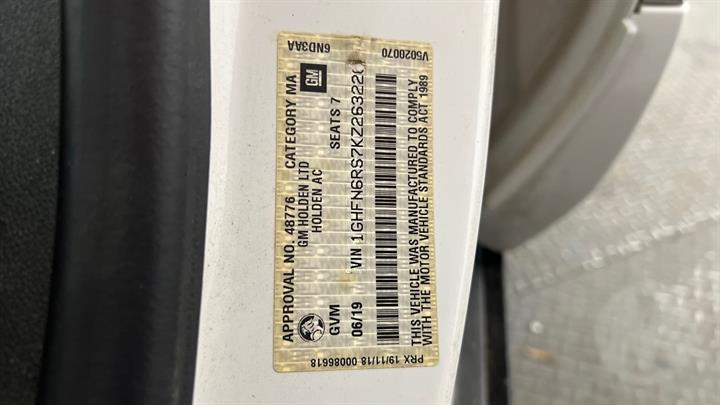 6ND3AA V5020070
APPROVAL NO. 48776 CATEGORY MA
GM HOLDEN LTD
GM
HOLDEN AC
GVM SEATS 7
06/19 VIN 1GHFN6RS7KZ263220
THIS VEHICLE WAS MANUFACTURED TO COMPLY
WITH THE MOTOR VEHICLE STANDARDS ACT 1989
PRX 19/11/18 00086618